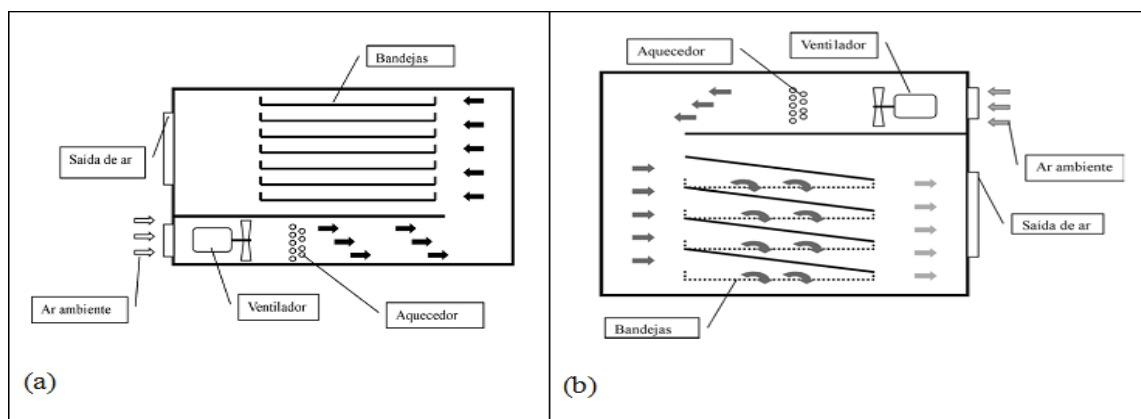 Bandejas
Saída de ar
Ar ambiente
Ventilador
Aquecedor
(a)
Aquecedor
Ventilador
Ar ambiente
Saída de ar
Bandejas
(b)